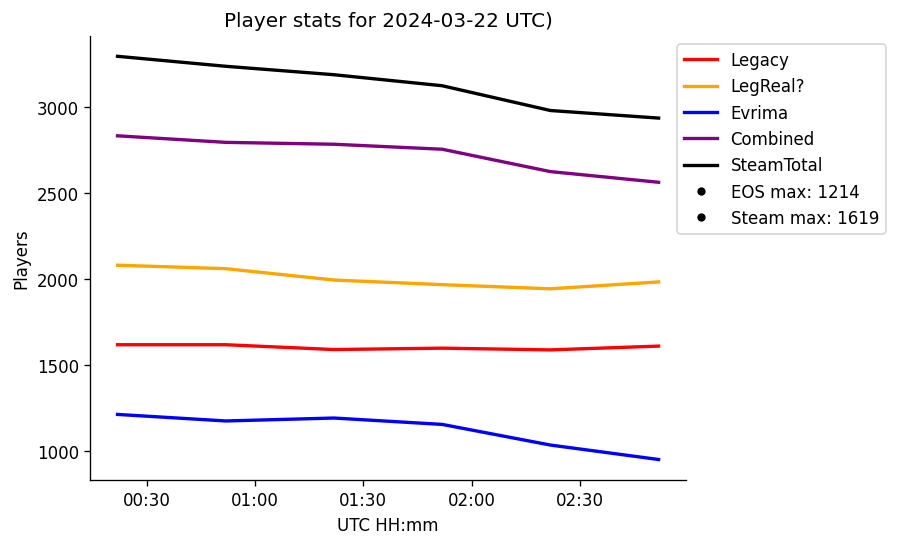 Player stats for 2024-03-22 UTC)
Legacy
LegReal?
Evrima
Combined
SteamTotal
EOS max: 1214
Steam max: 1619
Players
3000
2500
2000
1500
1000
00:30 01:00 01:30 02:00 02:30
UTC HH:mm